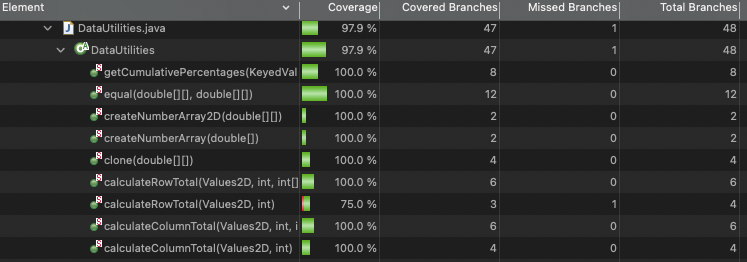 Element Coverage Covered Branches Missed Branches Total Branches
DataUtilities.java 97.9 % 47 1 48
DataUtilities 97.9 % 47 1 48
getCumulativePercentages(KeyedVal 100.0 % 8 0 8
equal(double[][], double[][]) 100.0 % 12 0 12
createNumberArray2D(double[][]) 100.0 % 2 0 2
createNumberArray(double[]) 100.0 % 2 0 2
clone(double[][]) 100.0 % 4 0 4
calculateRowTotal(Values2D, int, int[] 100.0 % 6 0 6
calculateRowTotal(Values2D, int) 75.0 % 3 1 4
calculateColumnTotal(Values2D, int, i 100.0 % 6 0 6
calculateColumnTotal(Values2D, int) 100.0 % 4 0 4